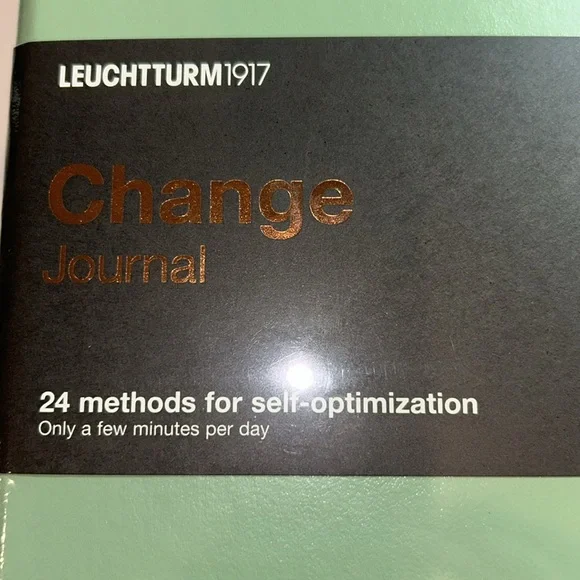 LEUCHTTURM1917
Change
Journal
24 methods for self-optimization
Only a few minutes per day